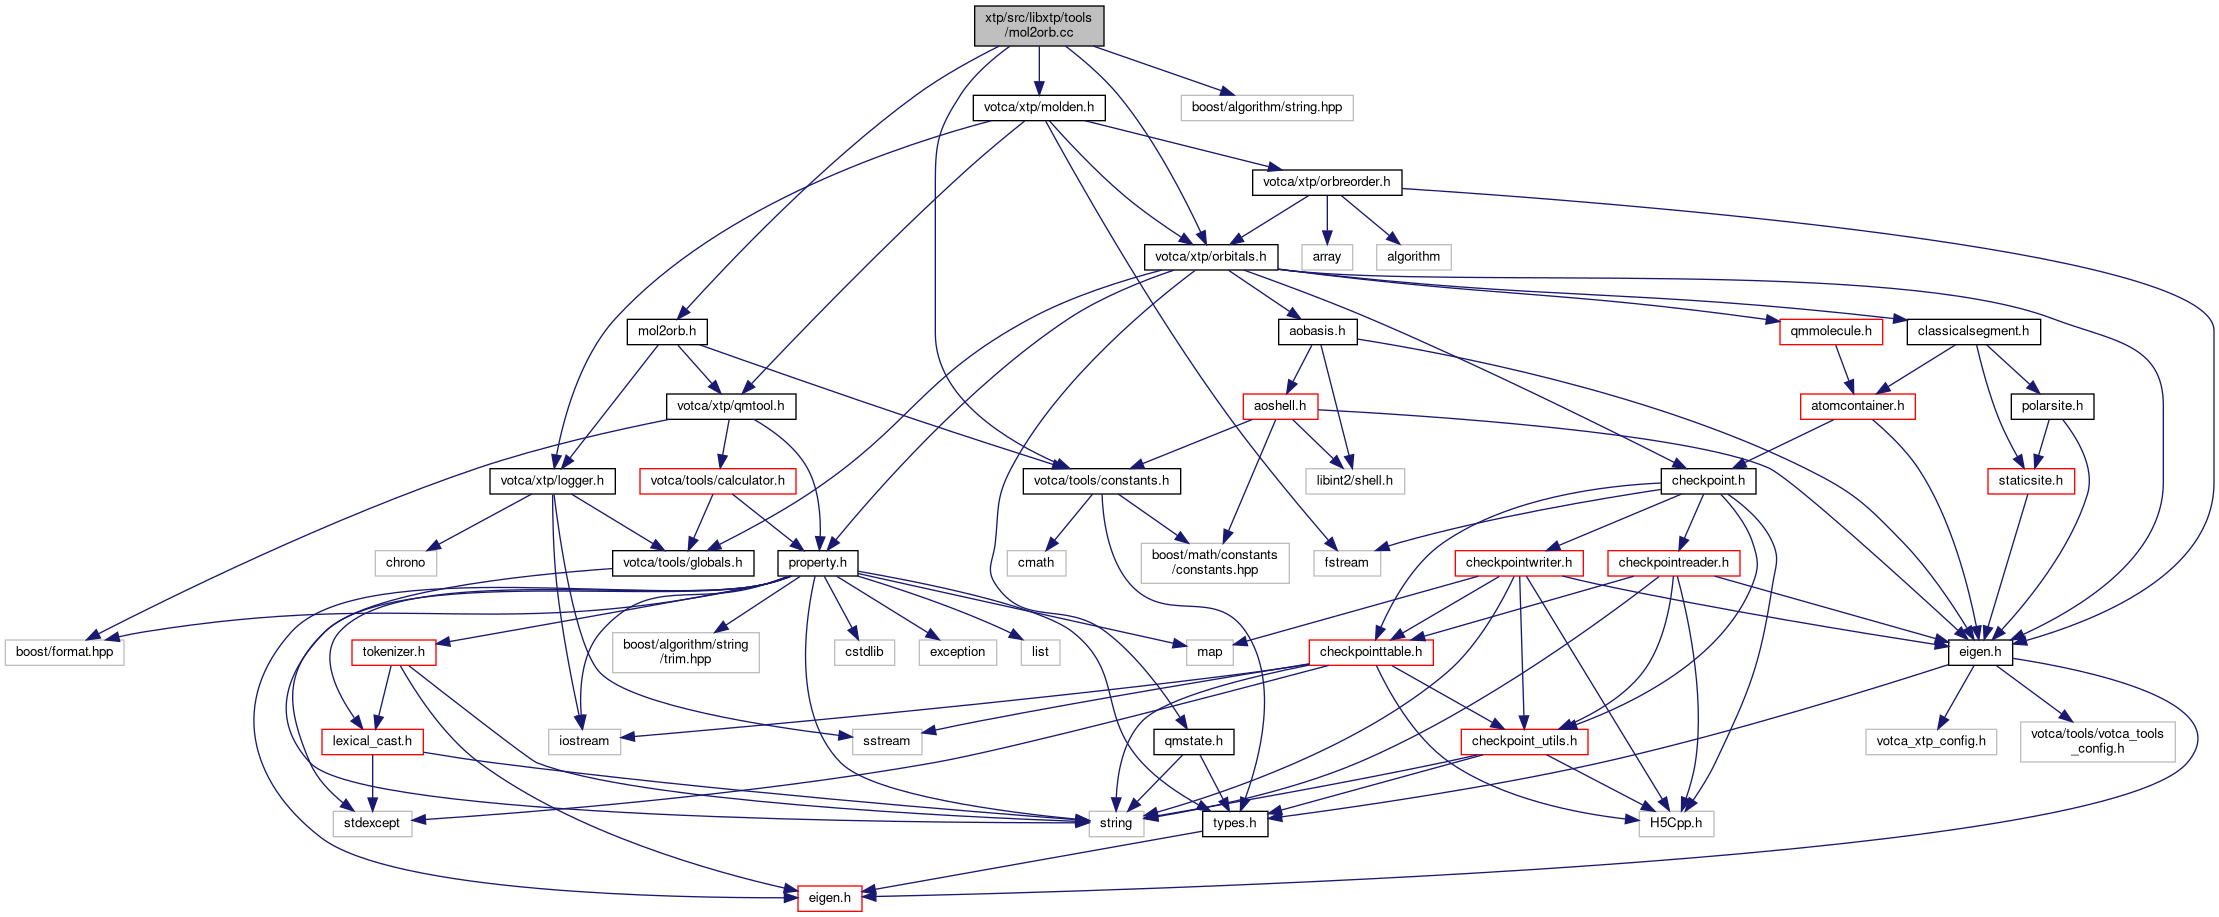 xtp/src/libxtp/tools
/mol2orb.cc
votca/xtp/molden.h
boost/algorithm/string.hpp
votca/xtp/orbreorder.h
votca/xtp/orbitals.h
array
algorithm
mol2orb.h
aobasis.h
qmmolecule.h
classicalsegment.h
votca/xtp/qmtool.h
aoshell.h
atomcontainer.h
polarsite.h
votca/xtp/logger.h
votca/tools/calculator.h
votca/tools/constants.h
libint2/shell.h
checkpoint.h
staticsite.h
chrono
votca/tools/globals.h
property.h
cmath
boost/math/constants
/constants.hpp
fstream
checkpointwriter.h
checkpointreader.h
boost/format.hpp
tokenizer.h
boost/algorithm/string
/trim.hpp
cstdlib
exception
list
map
checkpointtable.h
eigen.h
lexical_cast.h
iostream
sstream
qmstate.h
checkpoint_utils.h
votca_xtp_config.h
votca/tools/votca_tools
_config.h
stdexcept
string
types.h
H5Cpp.h
eigen.h